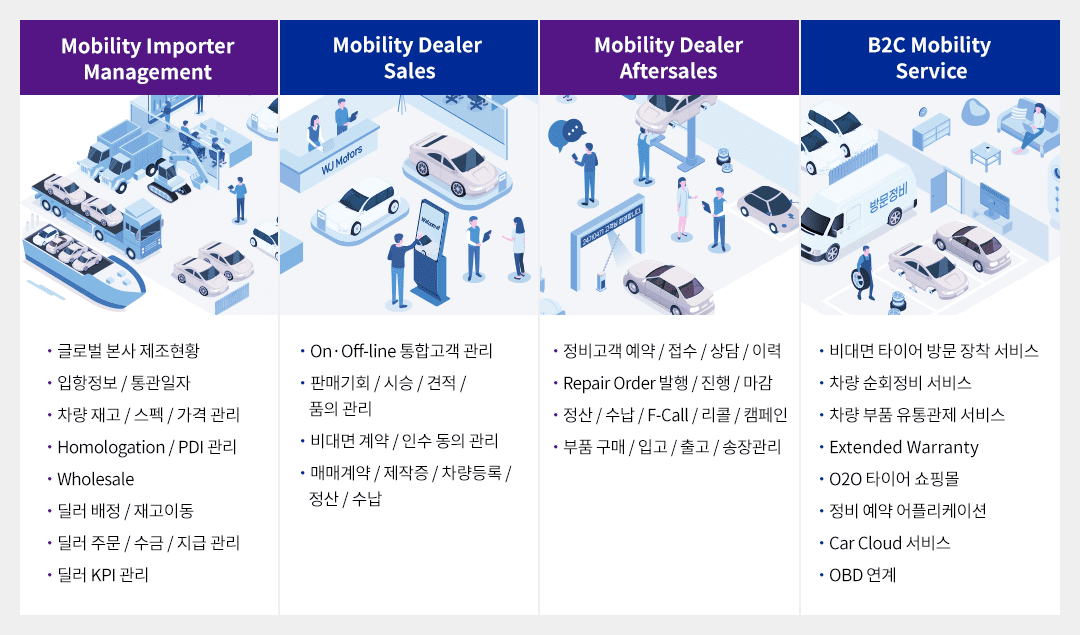 Mobility Importer
Management
글로벌 본사 제조현황
입항정보 / 통관일자
차량 재고 / 스펙 / 가격 관리
Homologation / PDI 관리
Wholesale
딜러 배정 / 재고이동
딜러 주문 / 수금 / 지급 관리
딜러 KPI 관리
Mobility Dealer
Sales
WJ Motors
Welcome!
On·Off-line 통합고객 관리
판매기회 / 시승 / 견적 /
품의 관리
비대면 계약 / 인수 동의 관리
매매계약 / 제작증 / 차량등록 /
정산 / 수납
Mobility Dealer
Aftersales
정비고객 예약 / 접수 / 상담 / 이력
Repair Order 발행 / 진행 / 마감
정산 / 수납 / F-Call / 리콜 / 캠페인
부품 구매 / 입고 / 출고 / 송장관리
B2C Mobility
Service
방문정비
비대면 타이어 방문 장착 서비스
차량 순회정비 서비스
차량 부품 유통관제 서비스
Extended Warranty
O2O 타이어 쇼핑몰
정비 예약 어플리케이션
Car Cloud 서비스
OBD 연계